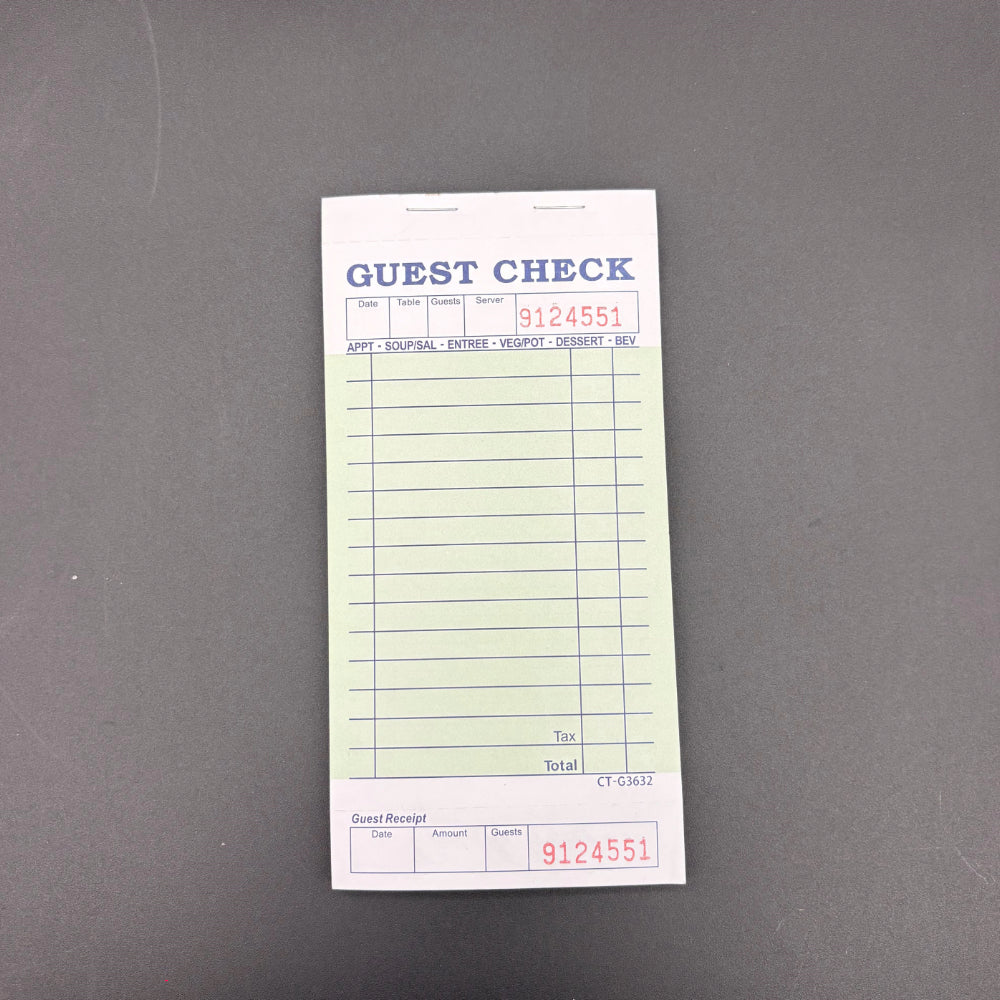 GUEST CHECK
Date Table Guests Server 9124551
APPT - SOUP/SAL - ENTREE - VEG/POT - DESSERT - BEV
Tax
Total
CT-G3632
Guest Receipt
Date Amount Guests 9124551